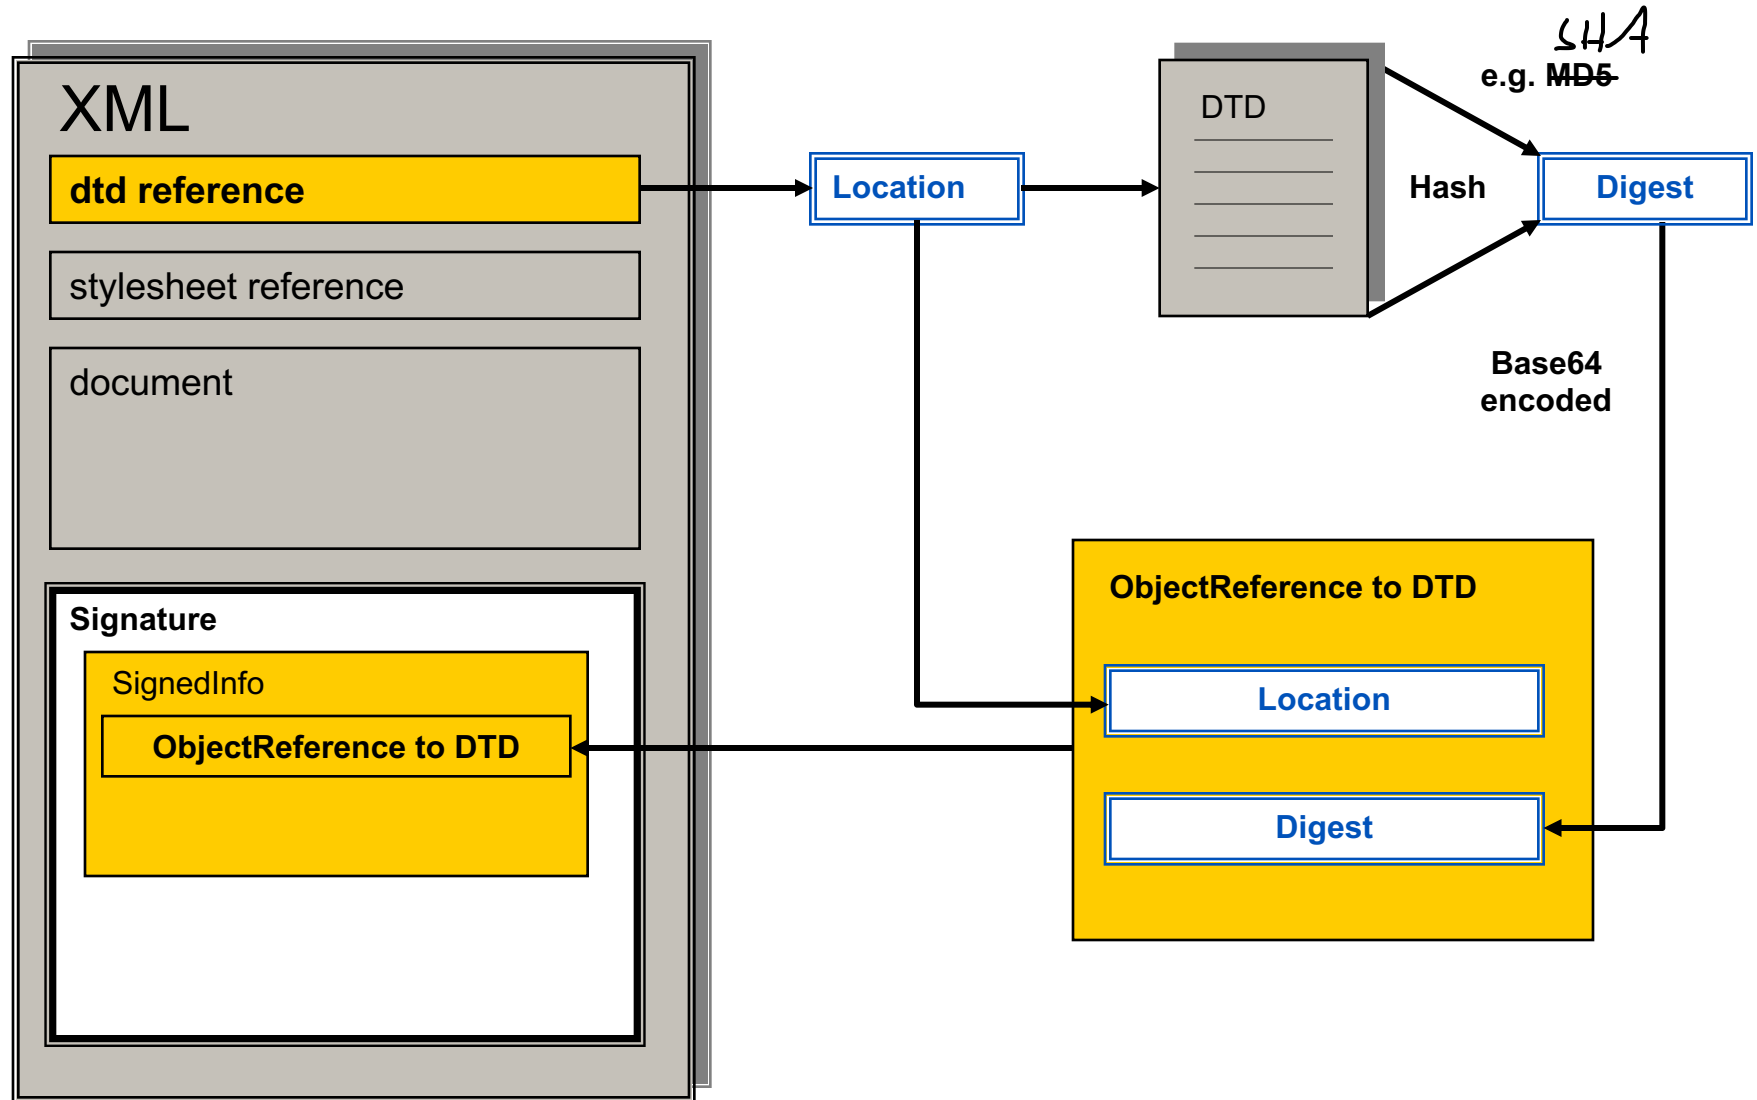 XML
dtd reference
stylesheet reference
document
Signature
SignedInfo
ObjectReference to DTD
Location
DTD
Hash
SHA
e.g. MD5
Digest
Base64
encoded
ObjectReference to DTD
Location
Digest